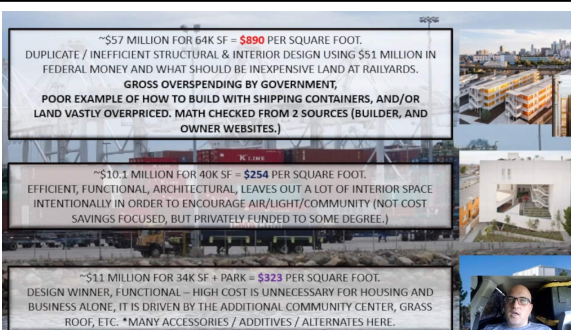 ~$57 MILLION FOR 64K SF = $890 PER SQUARE FOOT.
DUPLICATE / INEFFICIENT STRUCTURAL & INTERIOR DESIGN USING $51 MILLION IN
FEDERAL MONEY AND WHAT SHOULD BE INEXPENSIVE LAND AT RAILYARDS.
GROSS OVERSPENDING BY GOVERNMENT,
POOR EXAMPLE OF HOW TO BUILD WITH SHIPPING CONTAINERS, AND/OR
LAND VASTLY OVERPRICED. MATH CHECKED FROM 2 SOURCES (BUILDER, AND
OWNER WEBSITES.)
K LINE
~$10.1 MILLION FOR 40K SF = $254 PER SQUARE FOOT.
EFFICIENT, FUNCTIONAL, ARCHITECTURAL, LEAVES OUT A LOT OF INTERIOR SPACE
INTENTIONALLY IN ORDER TO ENCOURAGE AIR/LIGHT/COMMUNITY (NOT COST
SAVINGS FOCUSED, BUT PRIVATELY FUNDED TO SOME DEGREE.)
~$11 MILLION FOR 34K SF + PARK = $323 PER SQUARE FOOT.
DESIGN WINNER, FUNCTIONAL – HIGH COST IS UNNECESSARY FOR HOUSING AND
BUSINESS ALONE, IT IS DRIVEN BY THE ADDITIONAL COMMUNITY CENTER, GRASS
ROOF, ETC. *MANY ACCESSORIES / ADDITIVES / ALTERNATES HERE.